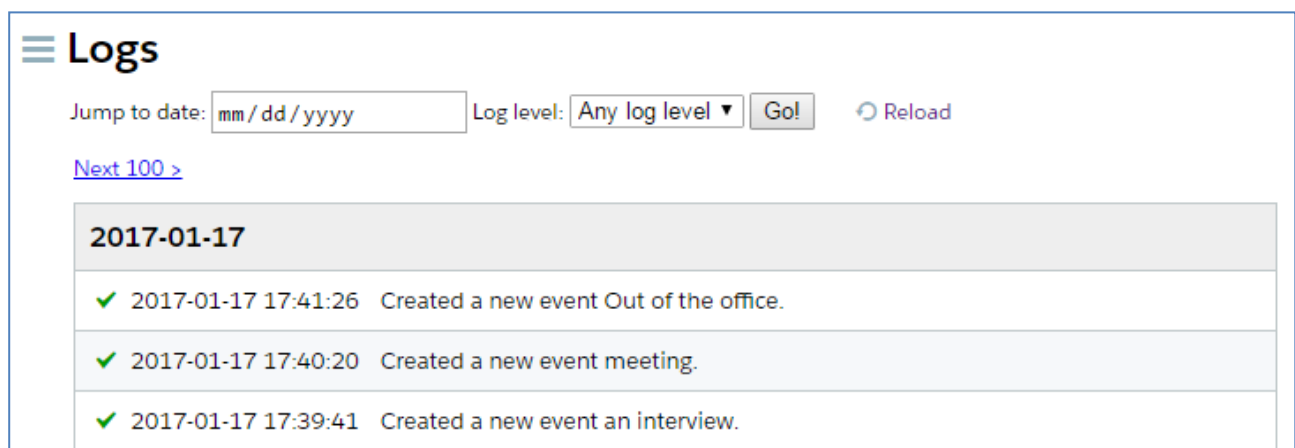 Logs
Jump to date: mm/dd/yyyy Log level: Any log level Go! Reload
Next 100 >
2017-01-17
2017-01-17 17:41:26 Created a new event Out of the office.
2017-01-17 17:40:20 Created a new event meeting.
2017-01-17 17:39:41 Created a new event an interview.